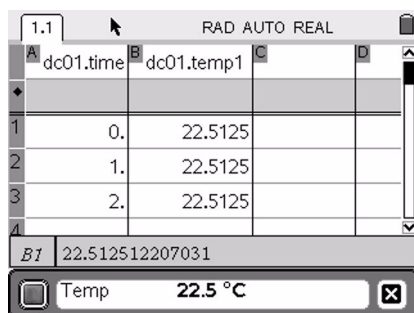 1.1 RAD AUTO REAL
A dc01.time B dc01.temp1 C D
◆
1 0. 22.5125
2 1. 22.5125
3 2. 22.5125
4
B1 22.512512207031
Temp 22.5 °C